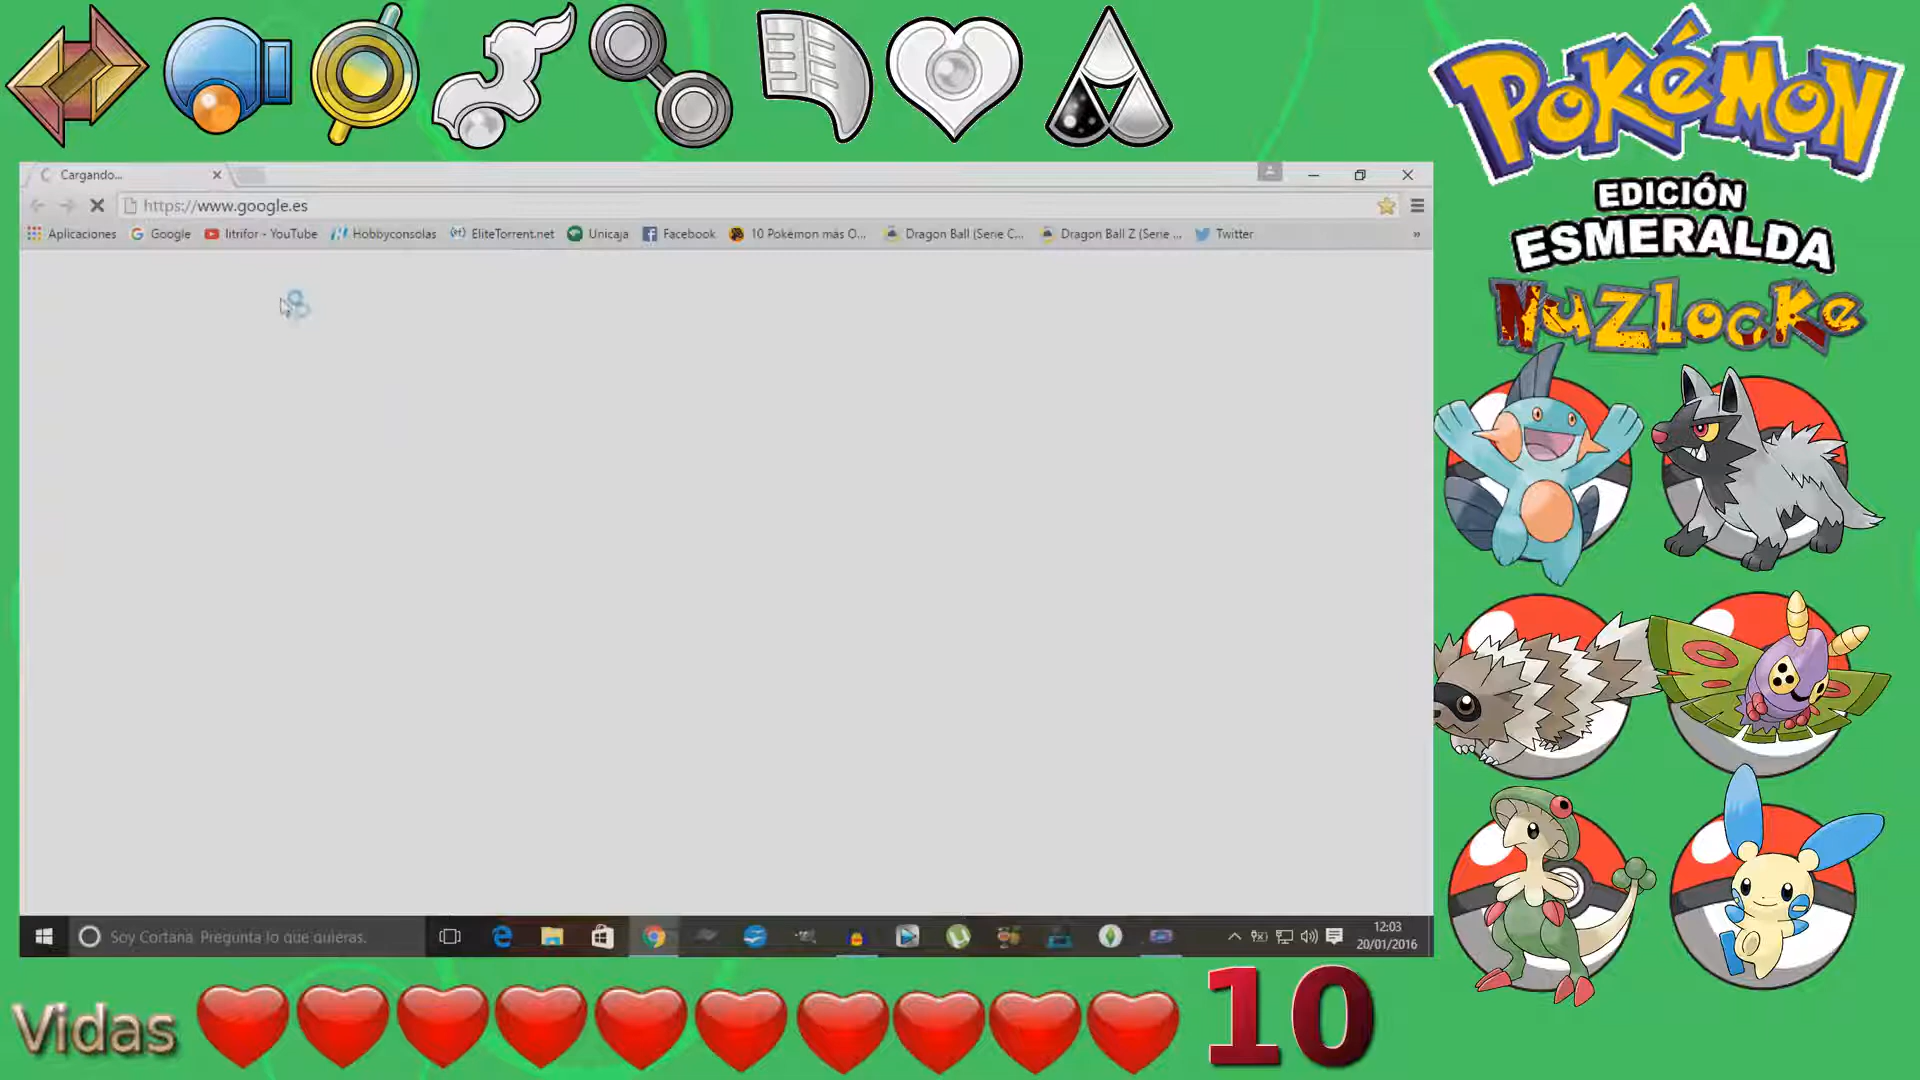 POKéMON
EDICIÓN
ESMERALDA
NuZlocKe
Cargando...
https://www.google.es
Aplicaciones
Google
litrifor - YouTube
Hobbyconsolas
EliteTorrent.net
Unicaja
Facebook
10 Pokémon más O...
Dragon Ball (Serie C...
Dragon Ball Z (Serie ...
Twitter
»
Soy Cortana. Pregunta lo que quieras.
12:03
20/01/2016
Vidas
10